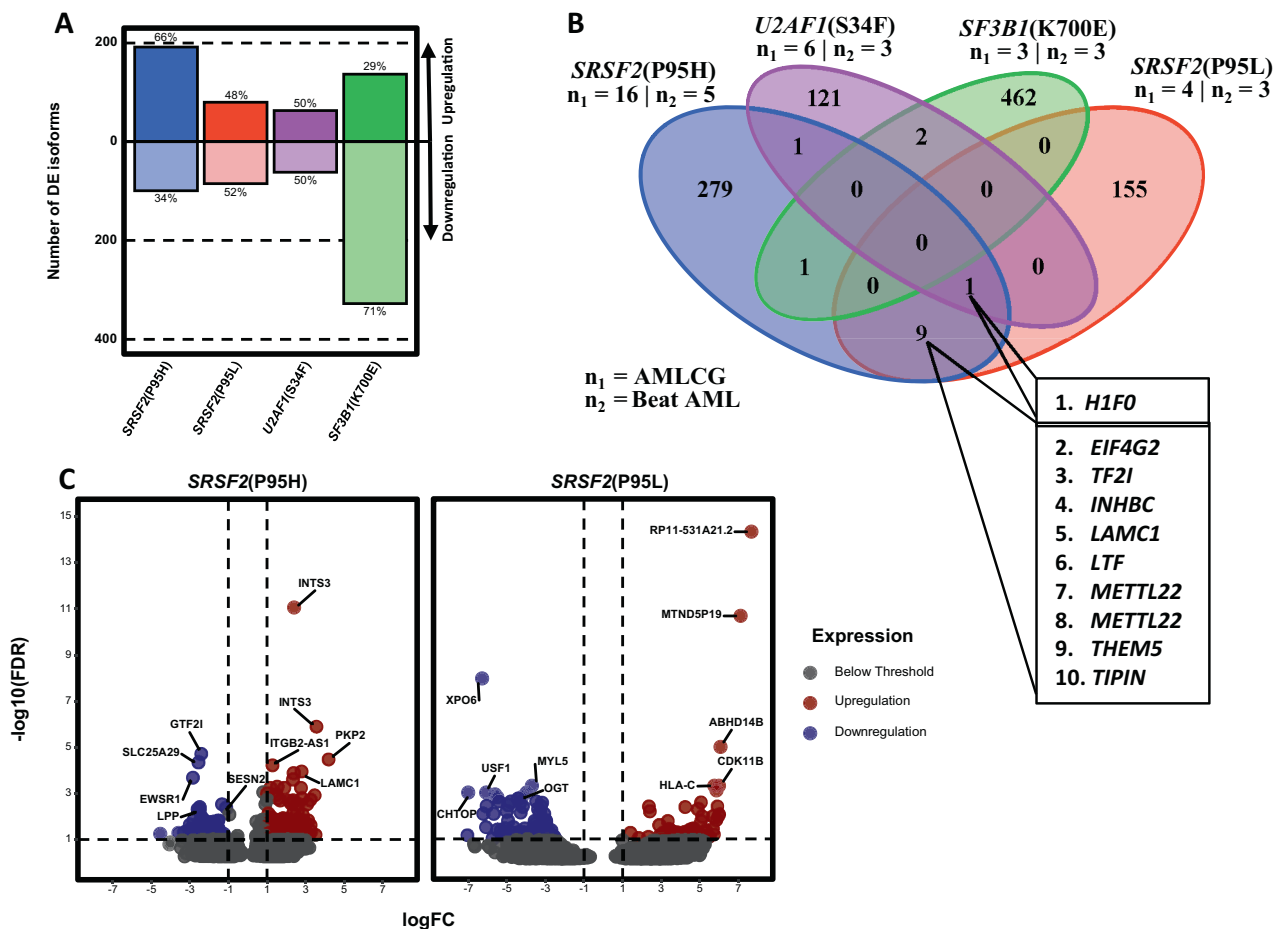 A
200
0
200
400
Number of DE isoforms
66%
34%
48%
52%
50%
50%
29%
71%
Upregulation
Downregulation
SRSF2(P95H)
SRSF2(P95L)
U2AF1(S34F)
SF3B1(K700E)
B
U2AF1(S34F)
n1 = 6 | n2 = 3
SF3B1(K700E)
n1 = 3 | n2 = 3
SRSF2(P95H)
n1 = 16 | n2 = 5
SRSF2(P95L)
n1 = 4 | n2 = 3
121
462
1
2
0
279
0
0
155
0
1
0
1
0
9
n1 = AMLCG
n2 = Beat AML
1. H1F0
2. EIF4G2
3. TF2I
4. INHBC
5. LAMC1
6. LTF
7. METTL22
8. METTL22
9. THEM5
10. TIPIN
C
SRSF2(P95H)
SRSF2(P95L)
-log10(FDR)
15
13
11
9
7
5
3
1
INTS3
INTS3
GTF2I
SLC25A29
ITGB2-AS1
PKP2
EWSR1
SESN2
LAMC1
LPP
-7
-5
-3
-1
1
3
5
7
RP11-531A21.2
MTND5P19
XPO6
ABHD14B
USF1
MYL5
OGT
CHTOP
HLA-C
CDK11B
-7
-5
-3
-1
1
3
5
7
logFC
Expression
Below Threshold
Upregulation
Downregulation